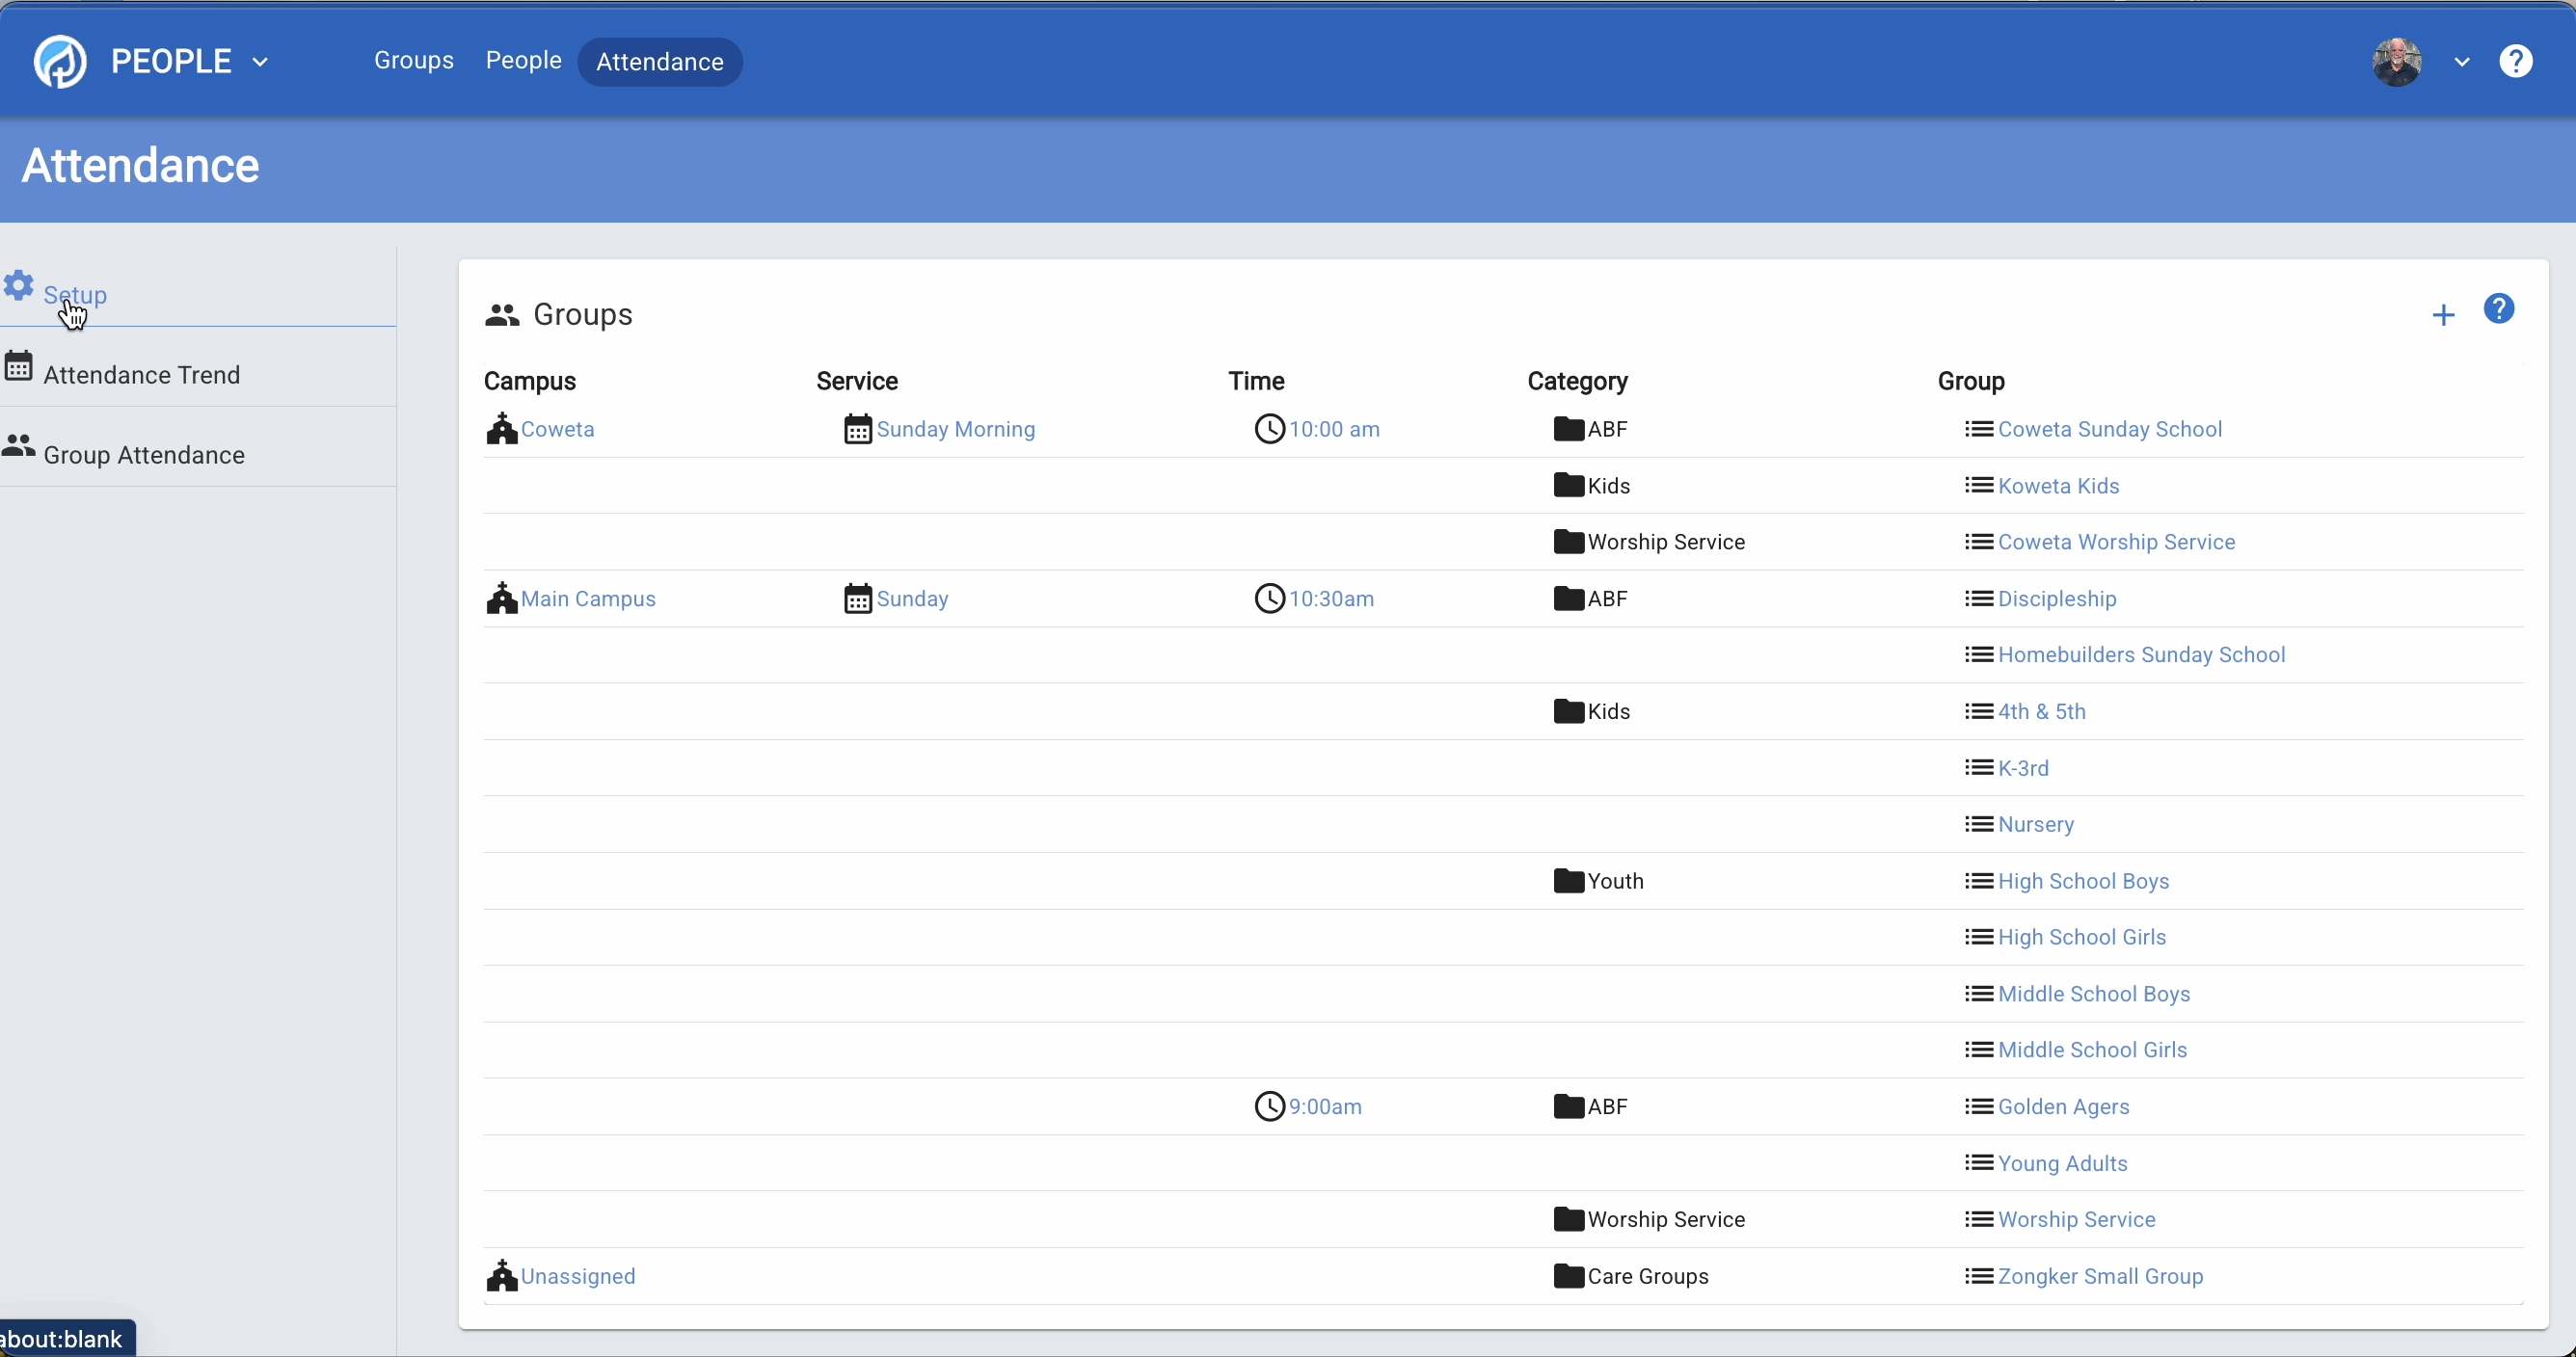 PEOPLE Groups People Attendance ?
Attendance
Setup
Attendance Trend
Group Attendance
Groups + ?
Campus Service Time Category Group
Coweta Sunday Morning 10:00 am ABF Coweta Sunday School
Kids Koweta Kids
Worship Service Coweta Worship Service
Main Campus Sunday 10:30am ABF Discipleship
Homebuilders Sunday School
Kids 4th & 5th
K-3rd
Nursery
Youth High School Boys
High School Girls
Middle School Boys
Middle School Girls
9:00am ABF Golden Agers
Young Adults
Worship Service Worship Service
Unassigned Care Groups Zongker Small Group
about:blank